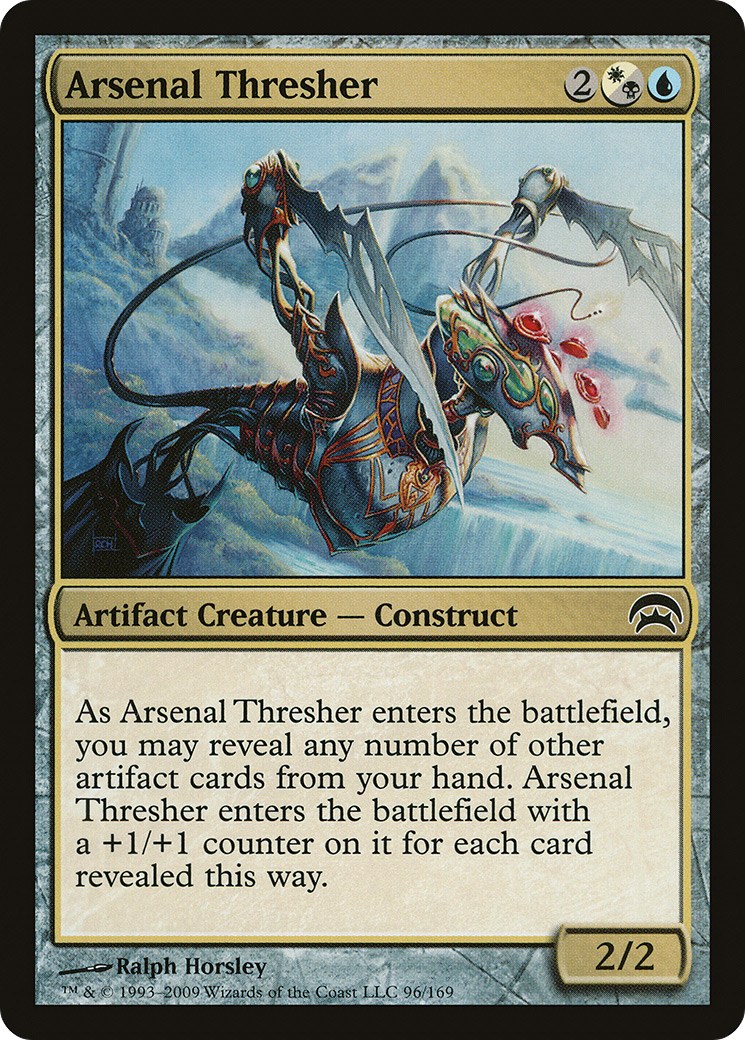 Arsenal Thresher 2
RCH
Artifact Creature — Construct
As Arsenal Thresher enters the battlefield,
you may reveal any number of other
artifact cards from your hand. Arsenal
Thresher enters the battlefield with
a +1/+1 counter on it for each card
revealed this way.
2/2
Ralph Horsley
™ & © 1993–2009 Wizards of the Coast LLC 96/169